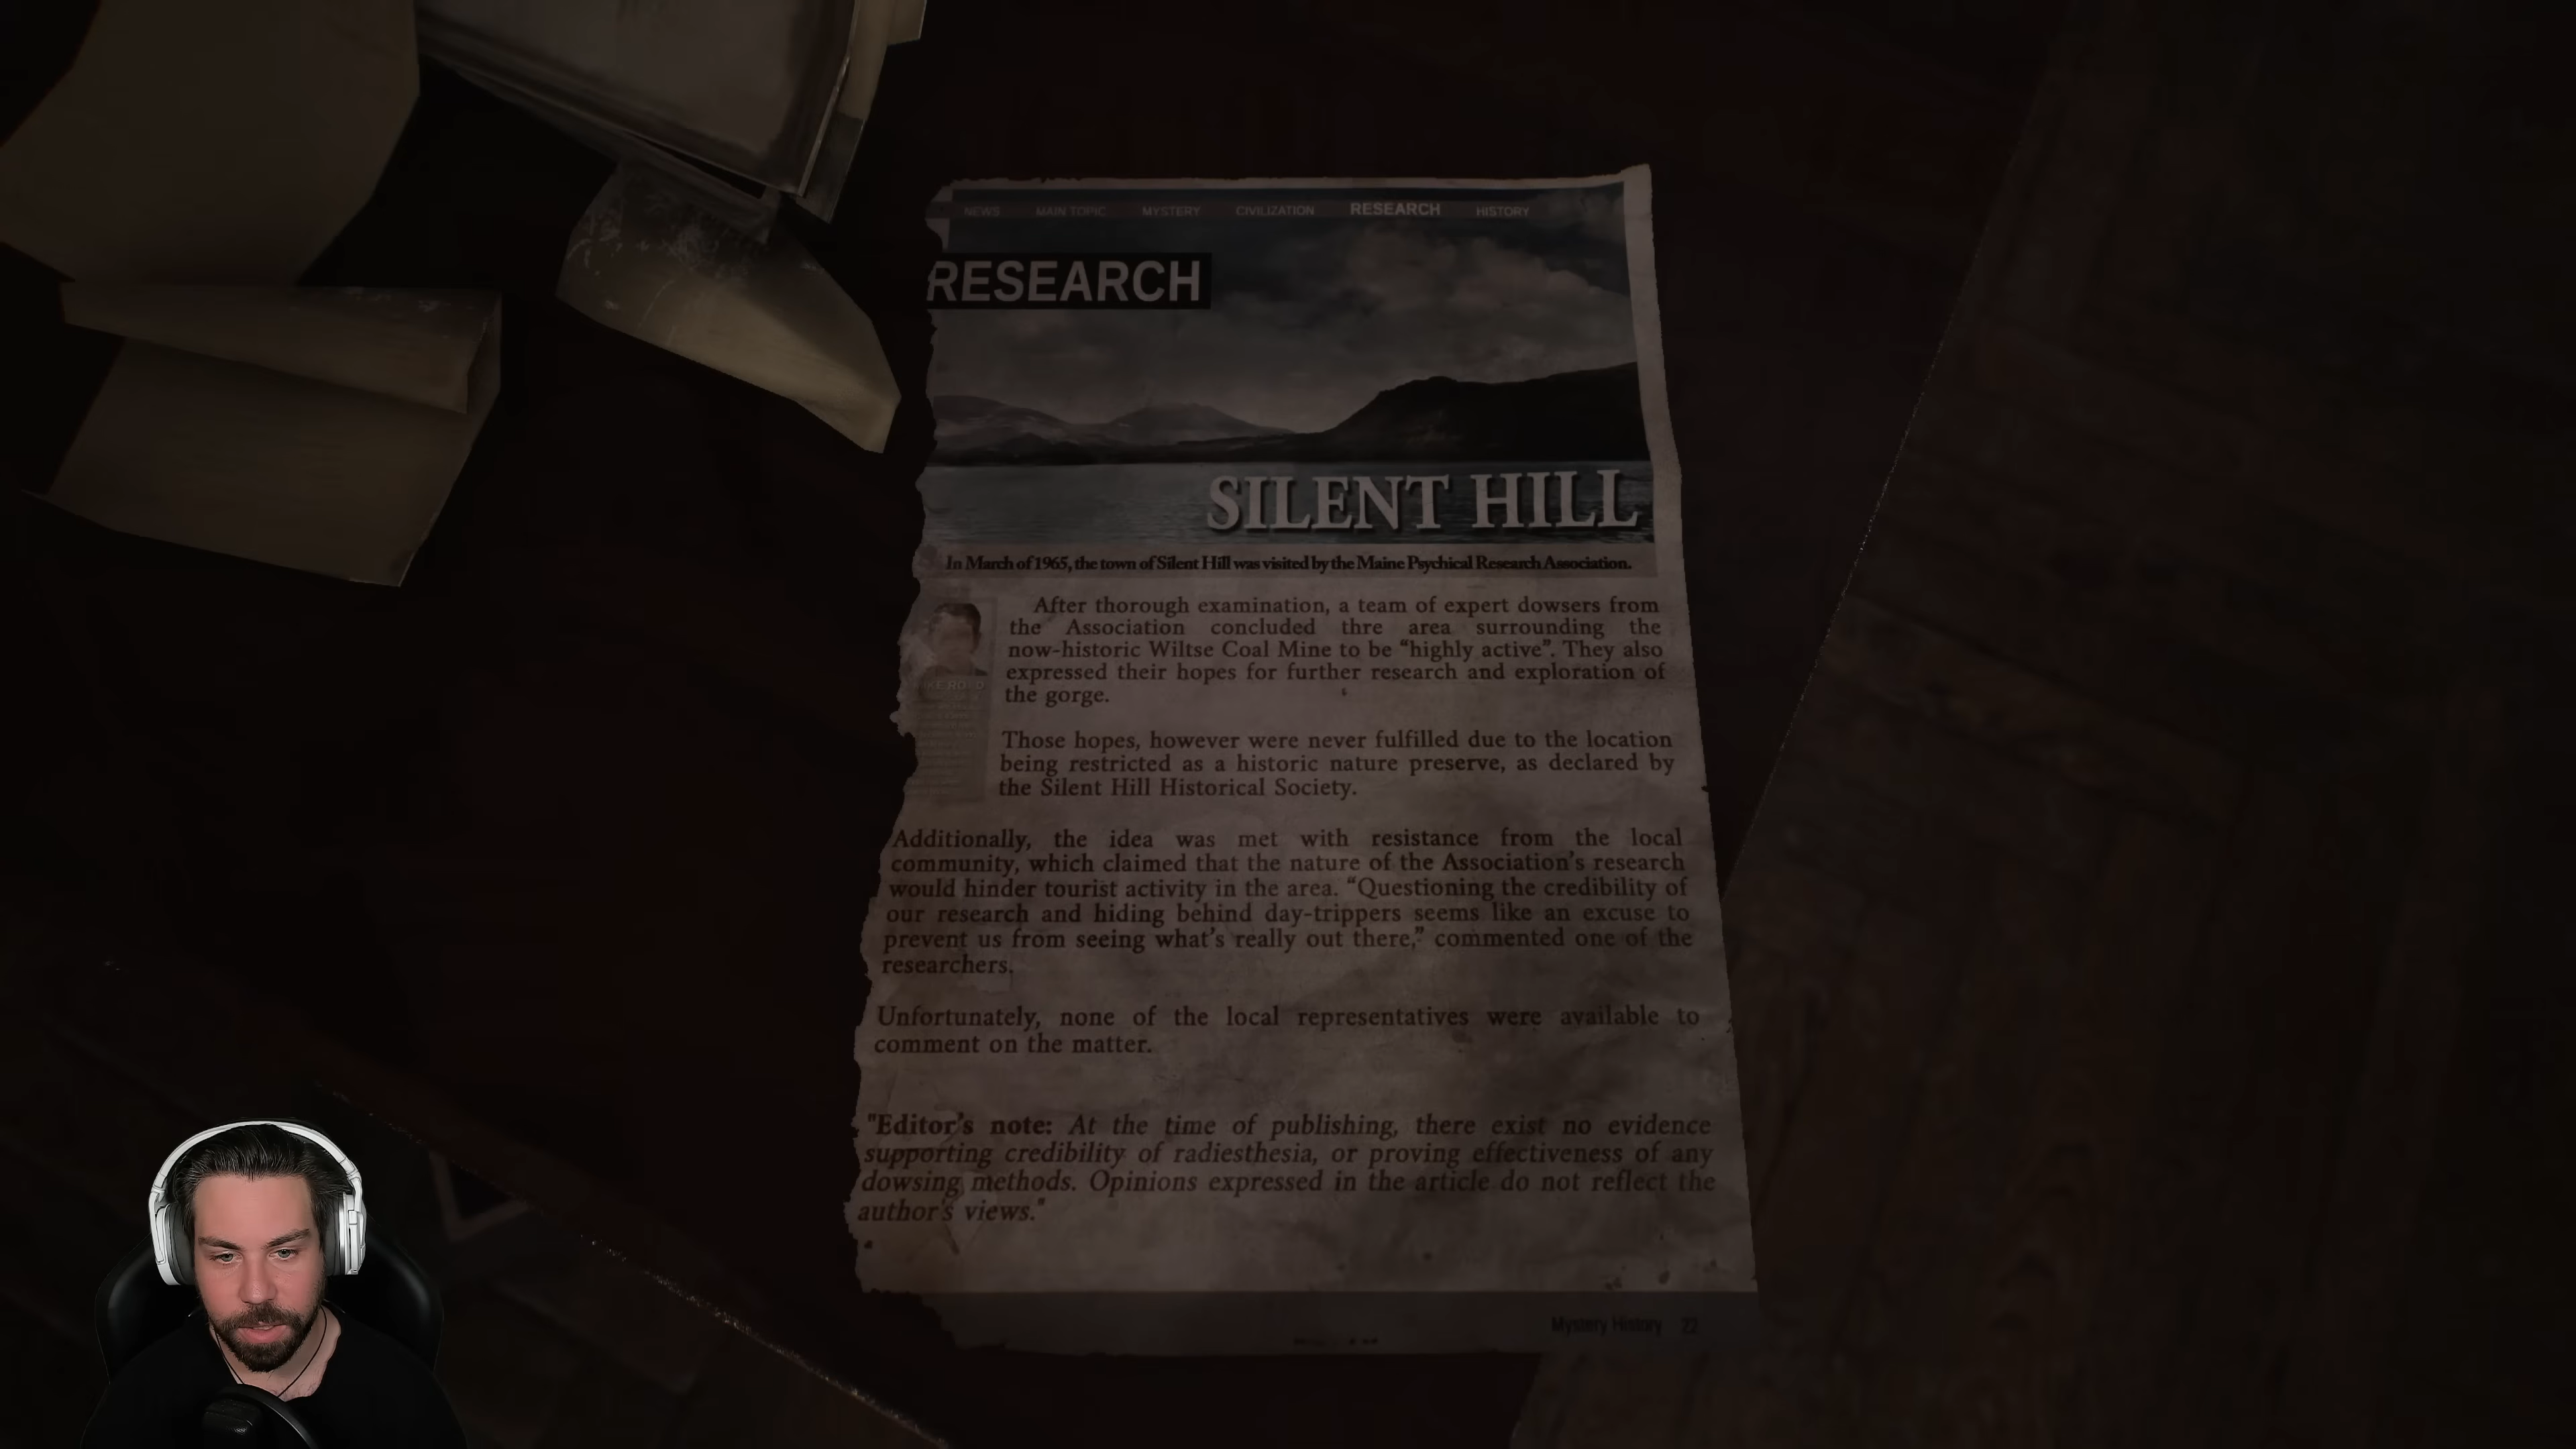 NEWS MAIN TOPIC MYSTERY CIVILIZATION RESEARCH HISTORY
RESEARCH
SILENT HILL
In March of 1965, the town of Silent Hill was visited by the Maine Psychical Research Association.
After thorough examination, a team of expert dowsers from
the Association concluded thre area surrounding the
now-historic Wiltse Coal Mine to be “highly active”. They also
expressed their hopes for further research and exploration of
the gorge.
Those hopes, however were never fulfilled due to the location
being restricted as a historic nature preserve, as declared by
the Silent Hill Historical Society.
Additionally, the idea was met with resistance from the local
community, which claimed that the nature of the Association’s research
would hinder tourist activity in the area. “Questioning the credibility of
our research and hiding behind day-trippers seems like an excuse to
prevent us from seeing what’s really out there,” commented one of the
researchers.
Unfortunately, none of the local representatives were available to
comment on the matter.
"Editor’s note: At the time of publishing, there exist no evidence
supporting credibility of radiesthesia, or proving effectiveness of any
dowsing methods. Opinions expressed in the article do not reflect the
author’s views."
Mystery History 22